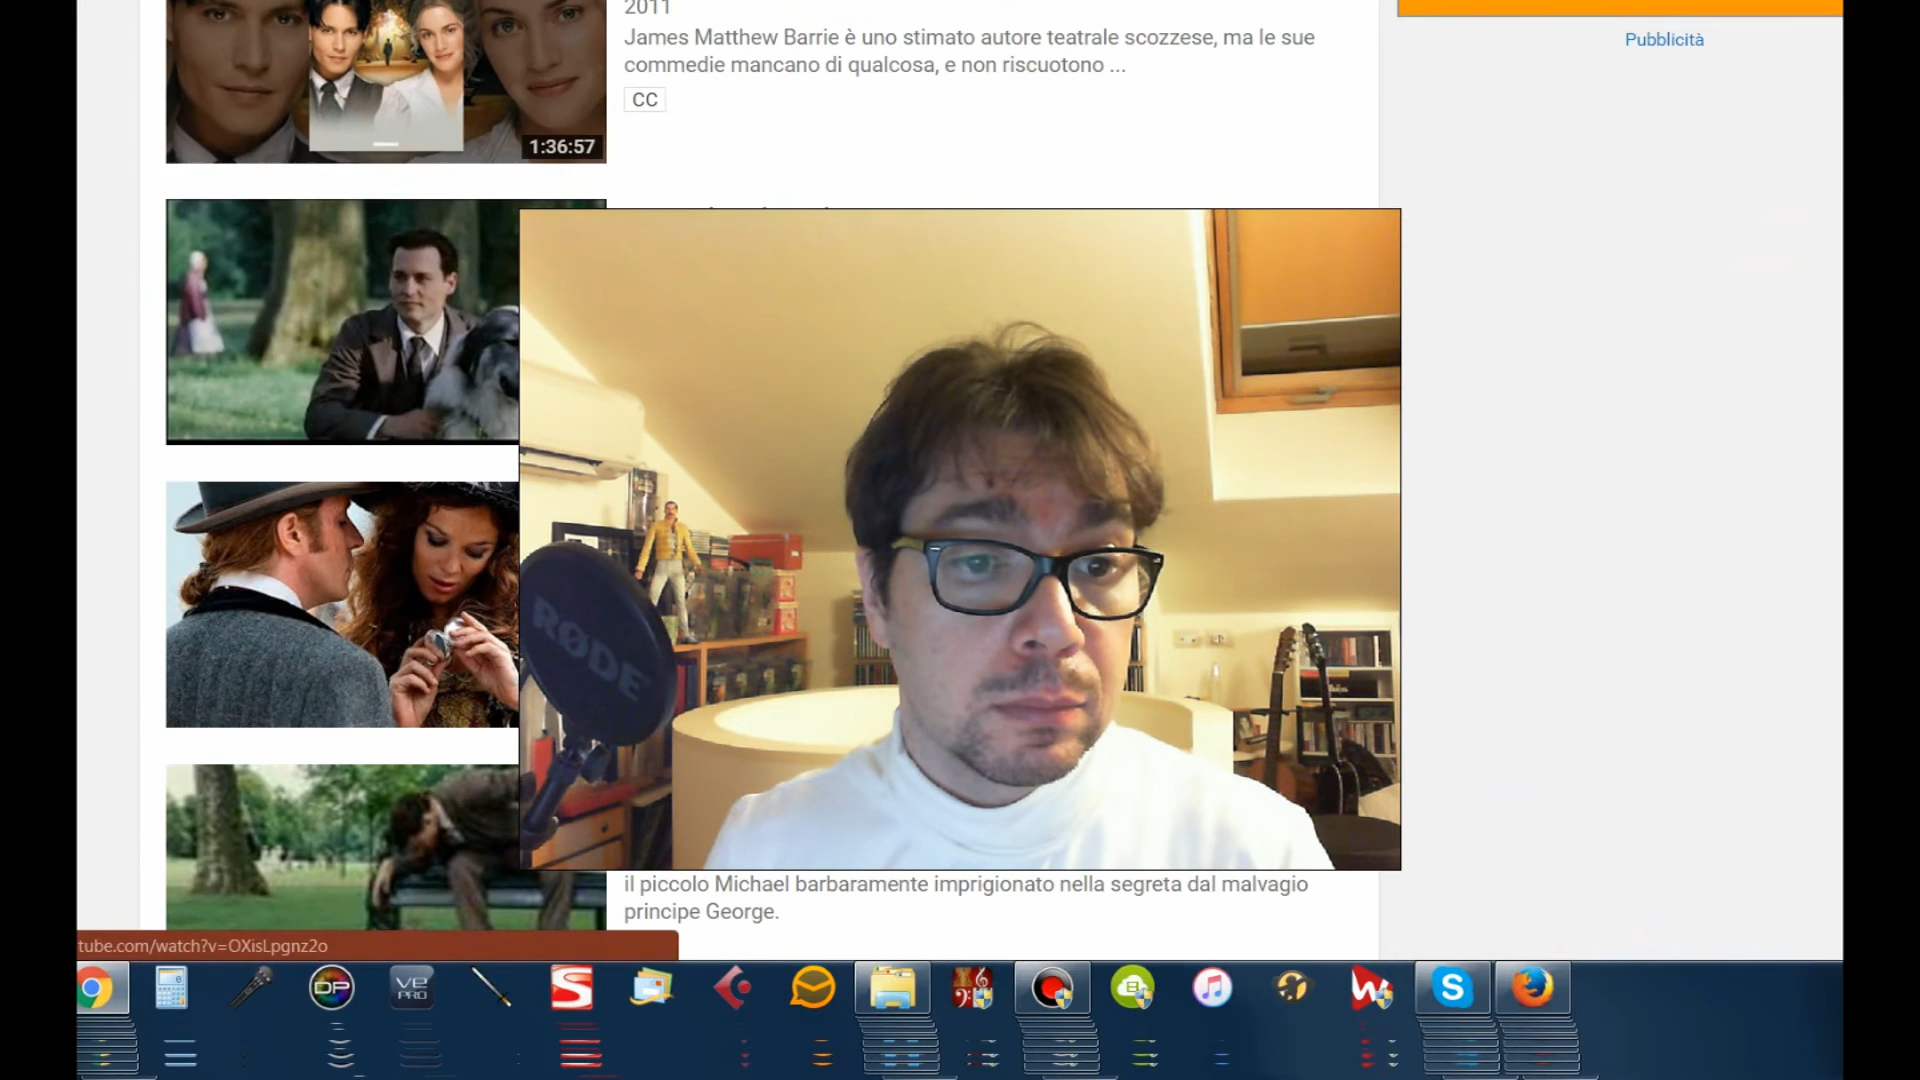 2011
James Matthew Barrie è uno stimato autore teatrale scozzese, ma le sue
commedie mancano di qualcosa, e non riscuotono ...
CC
1:36:57
Pubblicità
RØDE
il piccolo Michael barbaramente imprigionato nella segreta dal malvagio
principe George.
tube.com/watch?v=OXisLpgnz2o
DP
VE
PRO
S
S